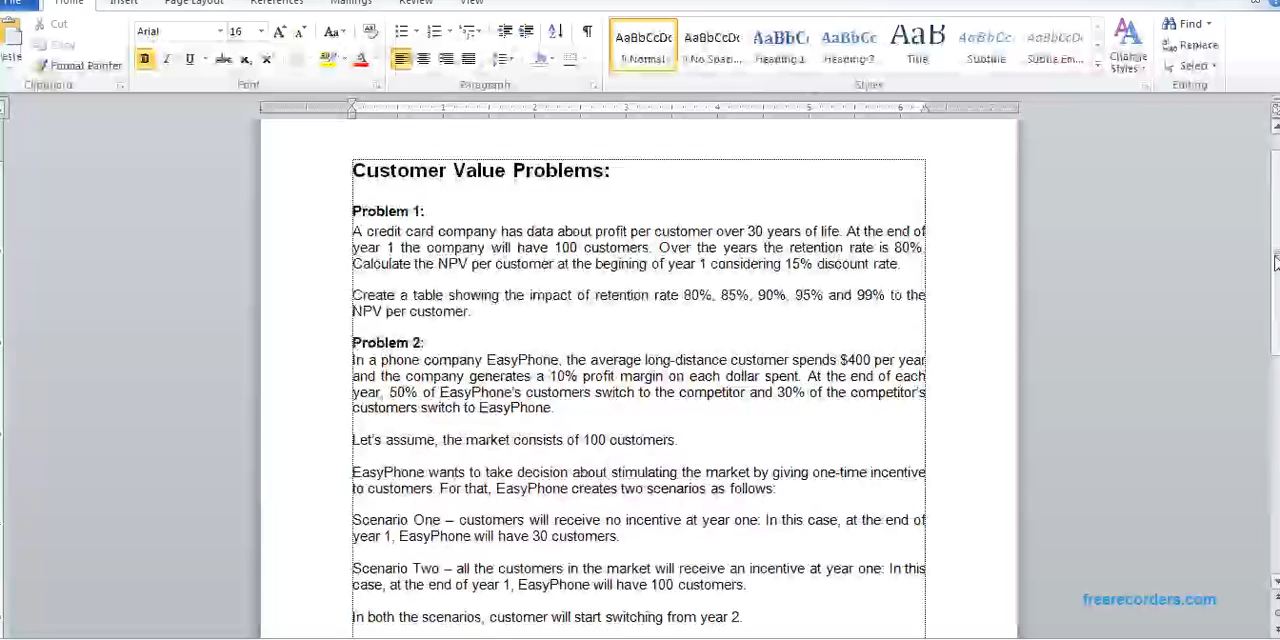 File Home Insert Page Layout References Mailings Review View
Cut
Copy
Format Painter
Clipboard
Arial 16 Aa
Font
Paragraph
AaBbCcDc AaBbCcDc AaBbCc AaBbCc AaB AaBbCc. AaBbCcDc
¶ Normal ¶ No Spac... Heading 1 Heading 2 Title Subtitle Subtle Em...
Change Styles
Styles
Find
Replace
Select
Editing
1 2 3 4 5 6
Customer Value Problems:
Problem 1:
A credit card company has data about profit per customer over 30 years of life. At the end of
year 1 the company will have 100 customers. Over the years the retention rate is 80%.
Calculate the NPV per customer at the begining of year 1 considering 15% discount rate.
Create a table showing the impact of retention rate 80%, 85%, 90%, 95% and 99% to the
NPV per customer.
Problem 2:
In a phone company EasyPhone, the average long-distance customer spends $400 per year
and the company generates a 10% profit margin on each dollar spent. At the end of each
year, 50% of EasyPhone's customers switch to the competitor and 30% of the competitor's
customers switch to EasyPhone.
Let's assume, the market consists of 100 customers.
EasyPhone wants to take decision about stimulating the market by giving one-time incentive
to customers. For that, EasyPhone creates two scenarios as follows:
Scenario One – customers will receive no incentive at year one: In this case, at the end of
year 1, EasyPhone will have 30 customers.
Scenario Two – all the customers in the market will receive an incentive at year one: In this
case, at the end of year 1, EasyPhone will have 100 customers.
In both the scenarios, customer will start switching from year 2.
freerecorders.com